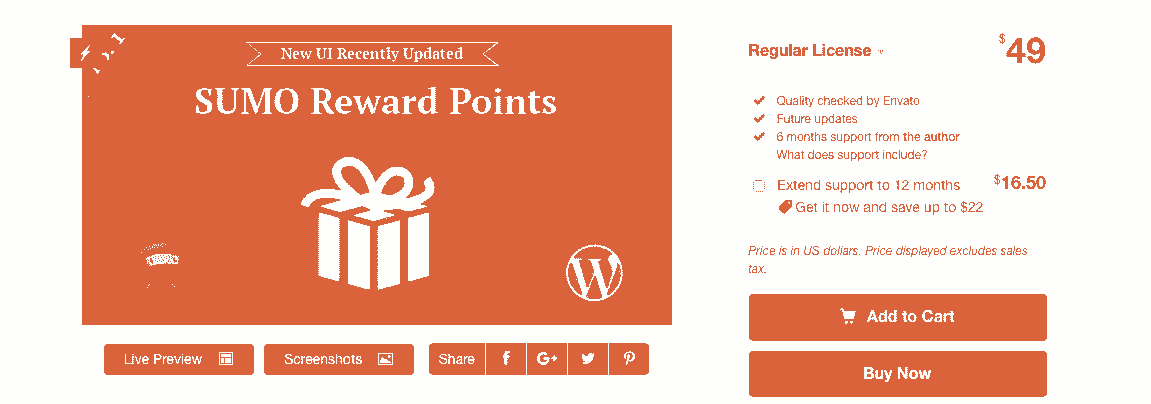 New UI Recently Updated
SUMO Reward Points
Live Preview
Screenshots
Share
Regular License
$49
Quality checked by Envato
Future updates
6 months support from the author
What does support include?
Extend support to 12 months $16.50
Get it now and save up to $22
Price is in US dollars. Price displayed excludes sales
tax.
Add to Cart
Buy Now